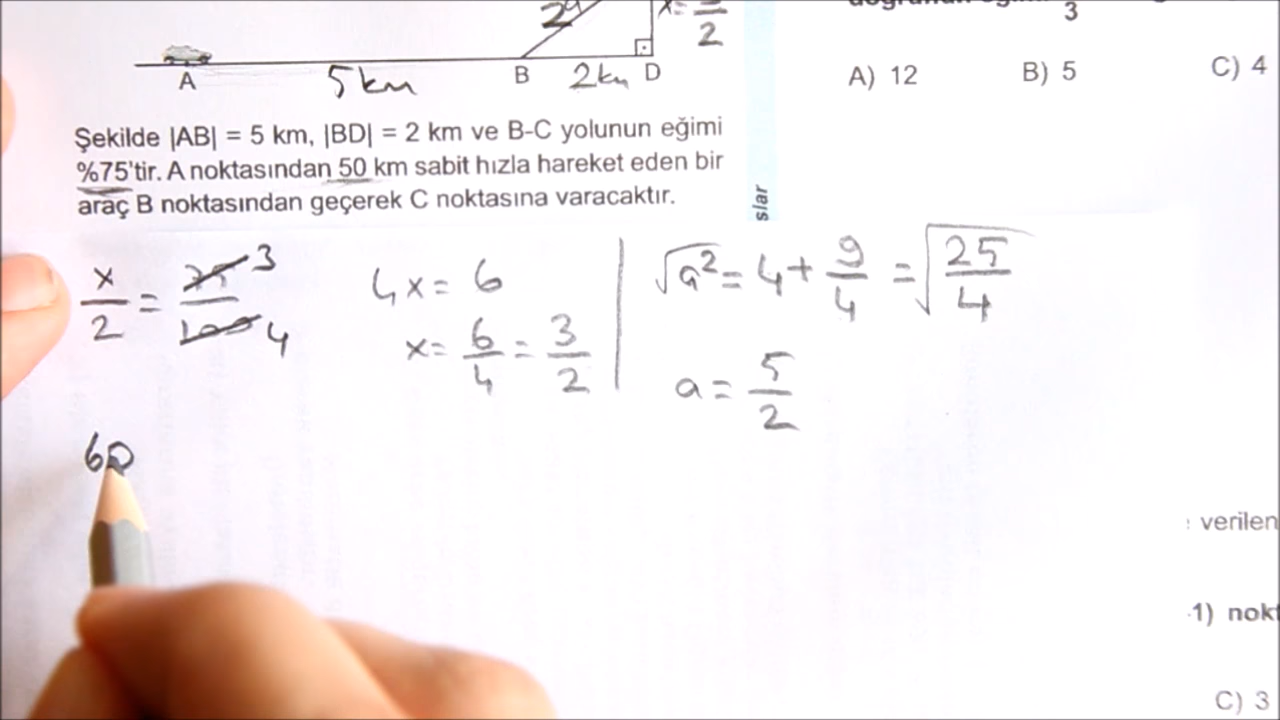 x=
2
A
5 km
B
2 km
D
Şekilde |AB| = 5 km, |BD| = 2 km ve B-C yolunun eğimi
%75'tir. A noktasından 50 km sabit hızla hareket eden bir
araç B noktasından geçerek C noktasına varacaktır.
x/2 = 75/100 3/4
4x = 6
x = 6/4 = 3/2
√a² = 4 + 9/4 = √25/4
a = 5/2
60
3
A) 12
B) 5
C) 4
slar
verilen
-1) nokt
C) 3